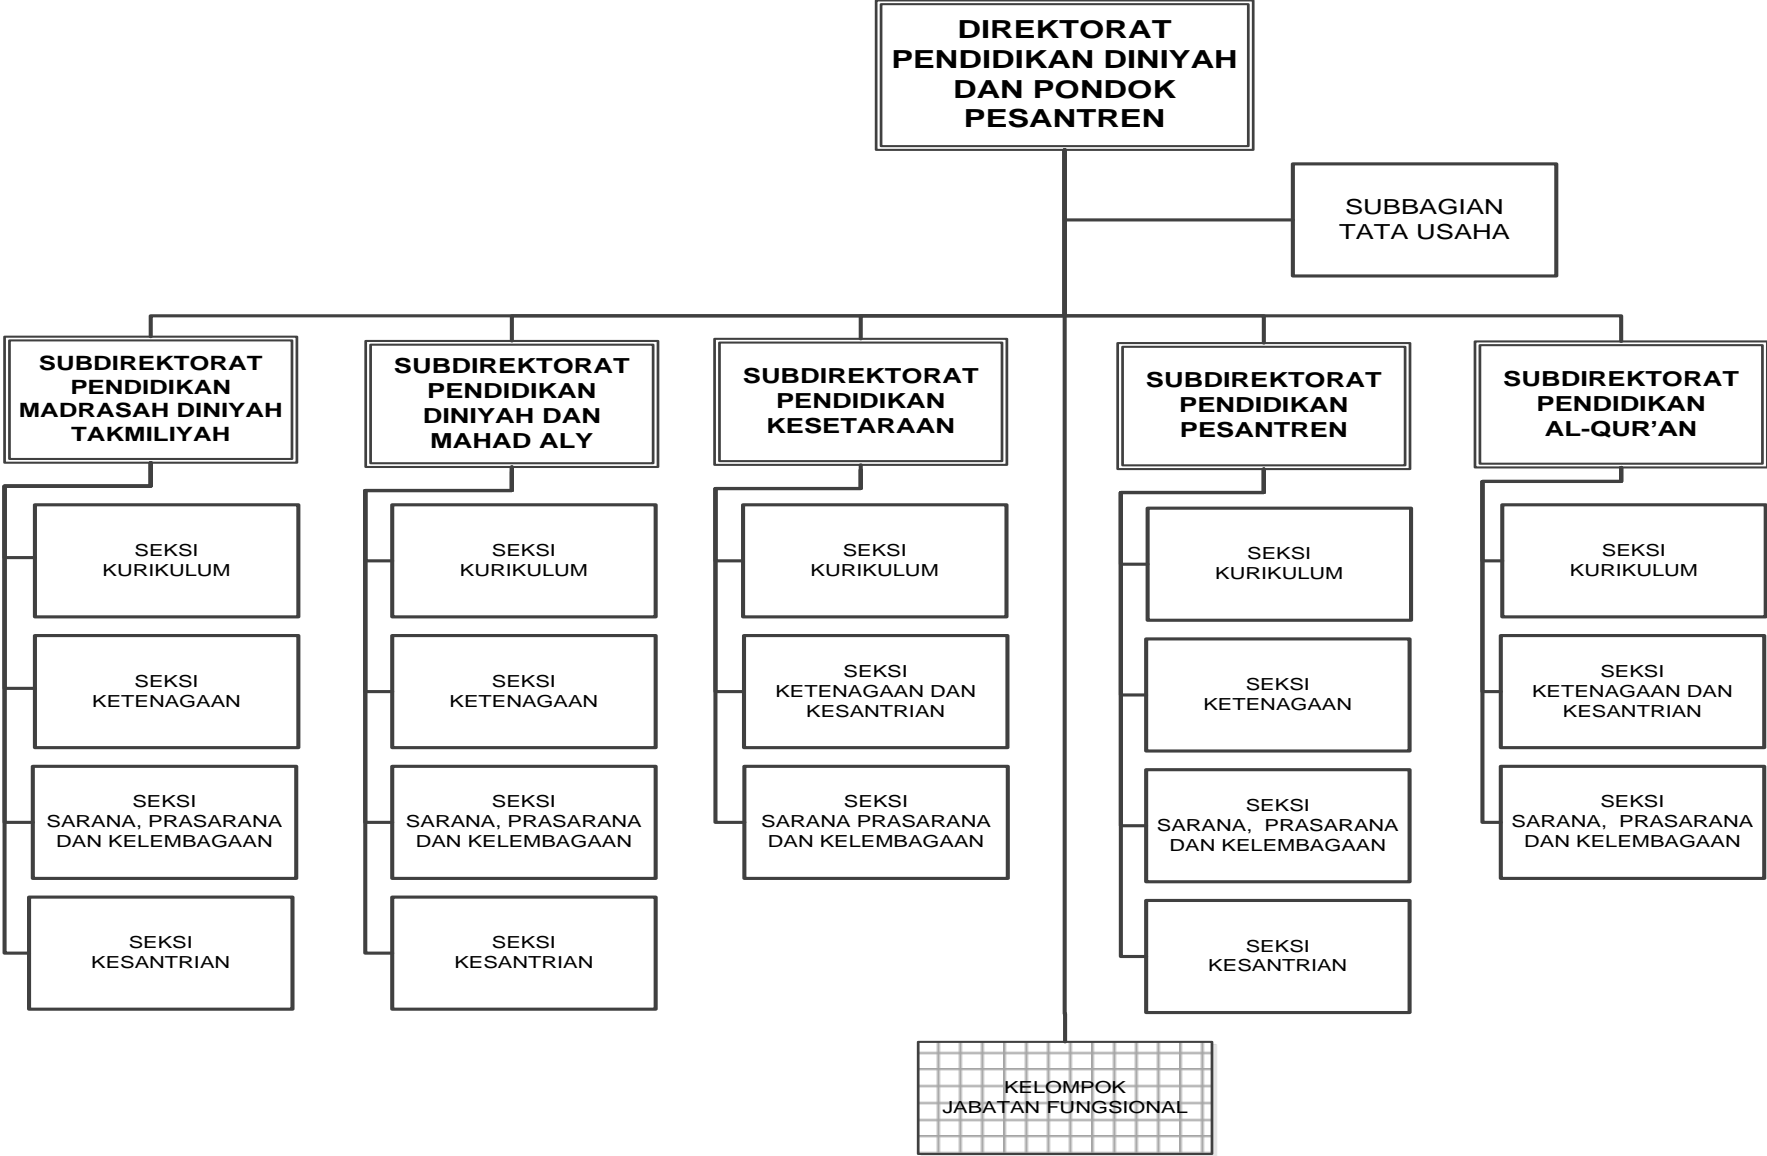 DIREKTORAT
PENDIDIKAN DINIYAH
DAN PONDOK
PESANTREN
SUBBAGIAN
TATA USAHA
SUBDIREKTORAT
PENDIDIKAN
MADRASAH DINIYAH
TAKMILIYAH
SEKSI
KURIKULUM
SEKSI
KETENAGAAN
SEKSI
SARANA, PRASARANA
DAN KELEMBAGAAN
SEKSI
KESANTRIAN
SUBDIREKTORAT
PENDIDIKAN
DINIYAH DAN
MAHAD ALY
SEKSI
KURIKULUM
SEKSI
KETENAGAAN
SEKSI
SARANA, PRASARANA
DAN KELEMBAGAAN
SEKSI
KESANTRIAN
SUBDIREKTORAT
PENDIDIKAN
KESETARAAN
SEKSI
KURIKULUM
SEKSI
KETENAGAAN DAN
KESANTRIAN
SEKSI
SARANA PRASARANA
DAN KELEMBAGAAN
SUBDIREKTORAT
PENDIDIKAN
PESANTREN
SEKSI
KURIKULUM
SEKSI
KETENAGAAN
SEKSI
SARANA, PRASARANA
DAN KELEMBAGAAN
SEKSI
KESANTRIAN
SUBDIREKTORAT
PENDIDIKAN
AL-QUR’AN
SEKSI
KURIKULUM
SEKSI
KETENAGAAN DAN
KESANTRIAN
SEKSI
SARANA, PRASARANA
DAN KELEMBAGAAN
KELOMPOK
JABATAN FUNGSIONAL